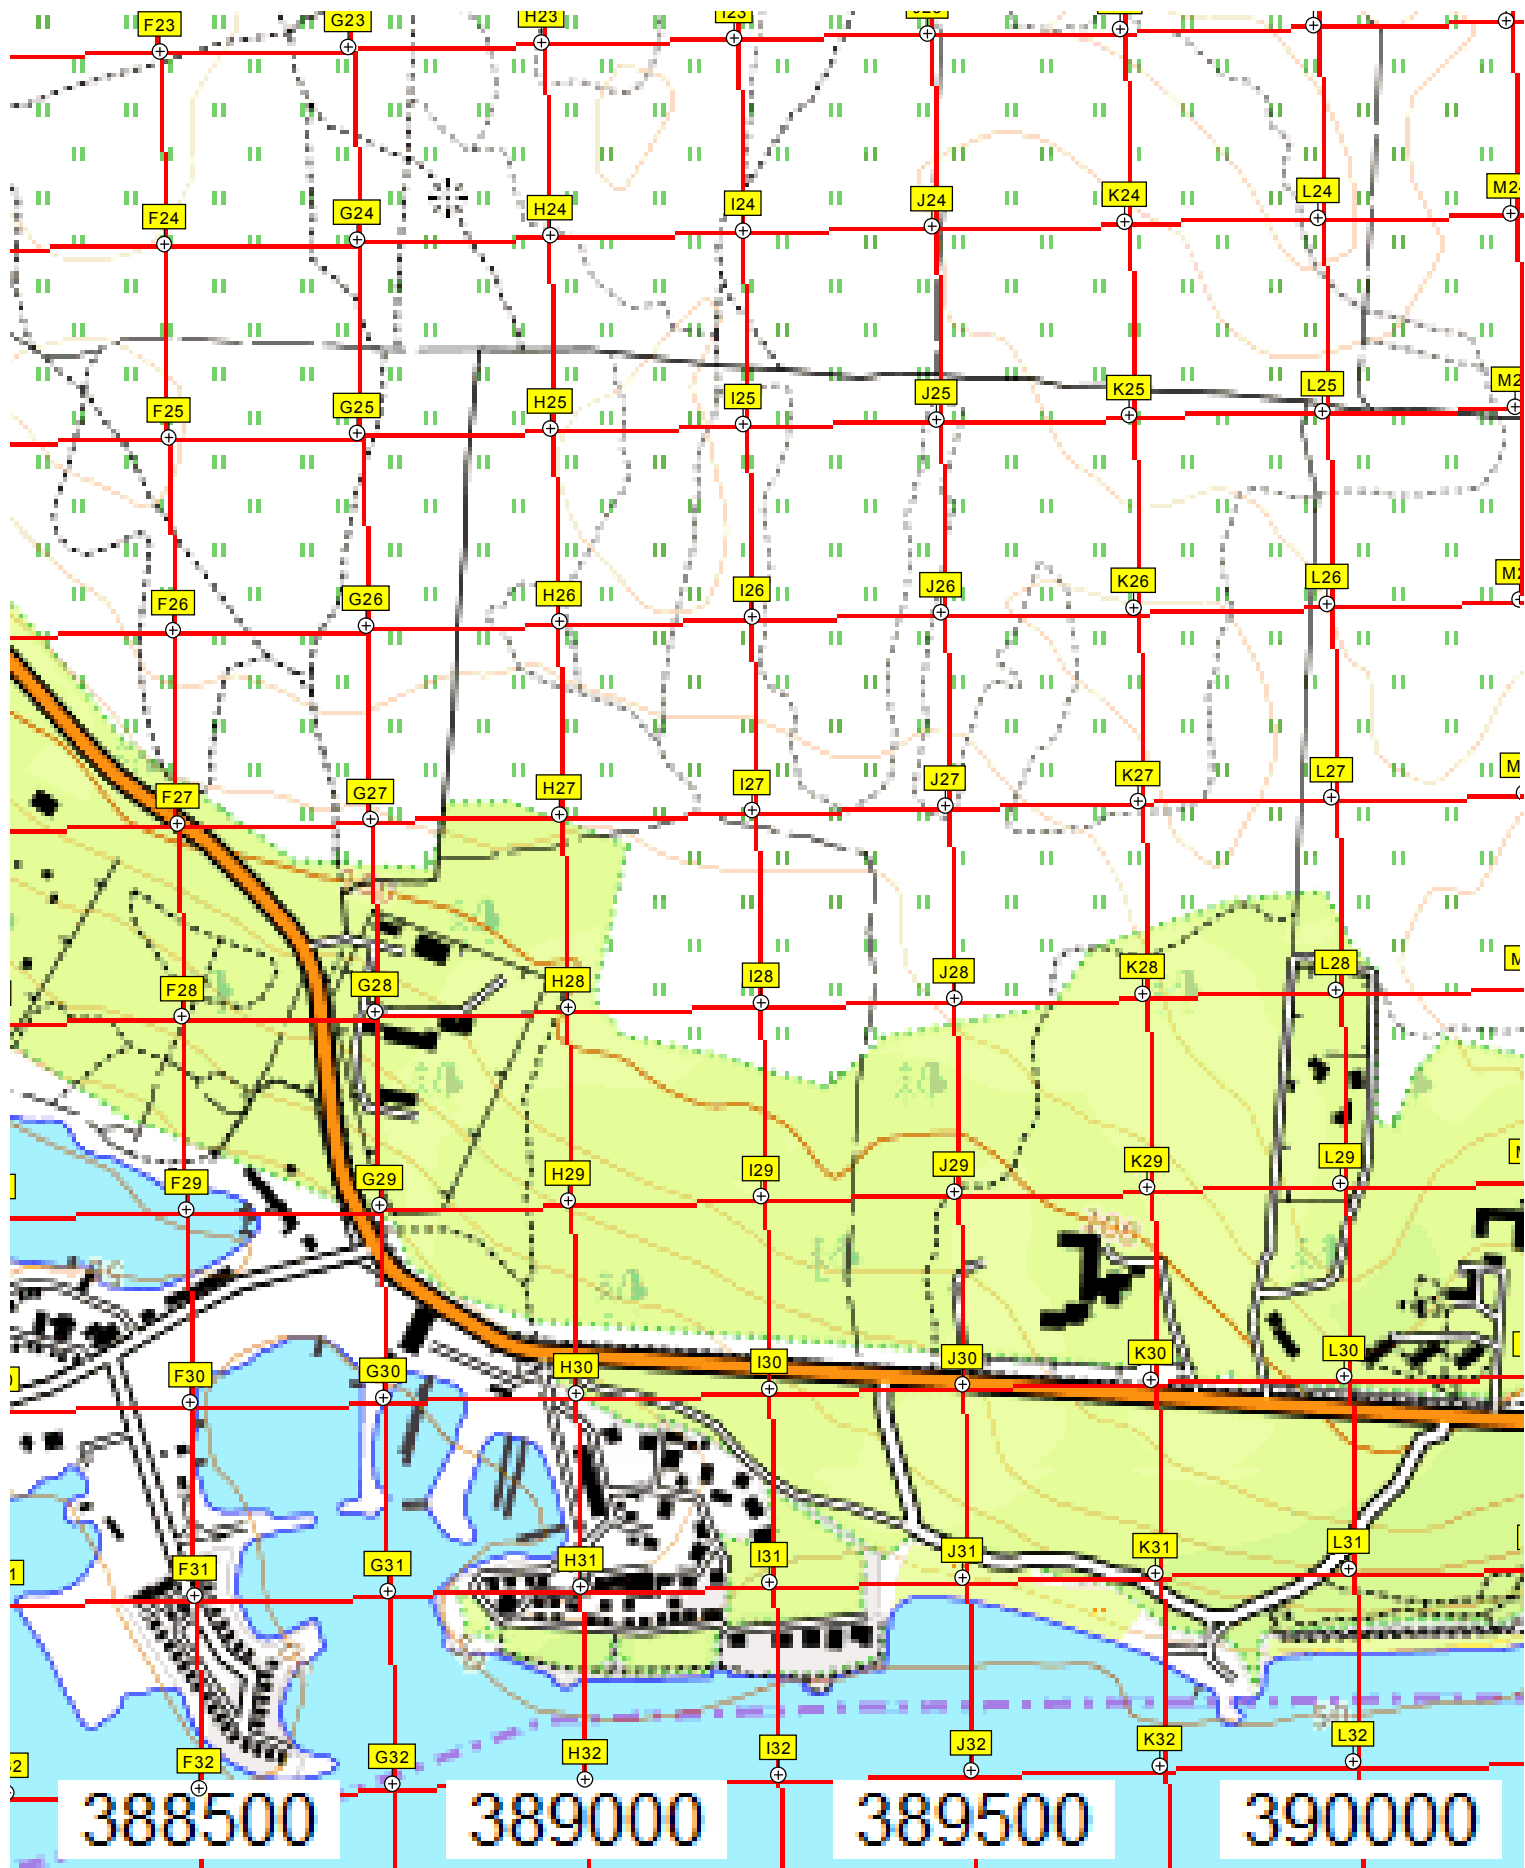 F23 G23 H23 I23
F24 G24 H24 I24 J24 K24 L24
F25 G25 H25 I25 J25 K25 L25
F26 G26 H26 I26 J26 K26 L26
F27 G27 H27 I27 J27 K27 L27
F28 G28 H28 I28 J28 K28 L28
F29 G29 H29 I29 J29 K29 L29
F30 G30 H30 I30 J30 K30 L30
F31 G31 H31 I31 J31 K31 L31
F32 G32 H32 I32 J32 K32 L32
388500 389000 389500 390000